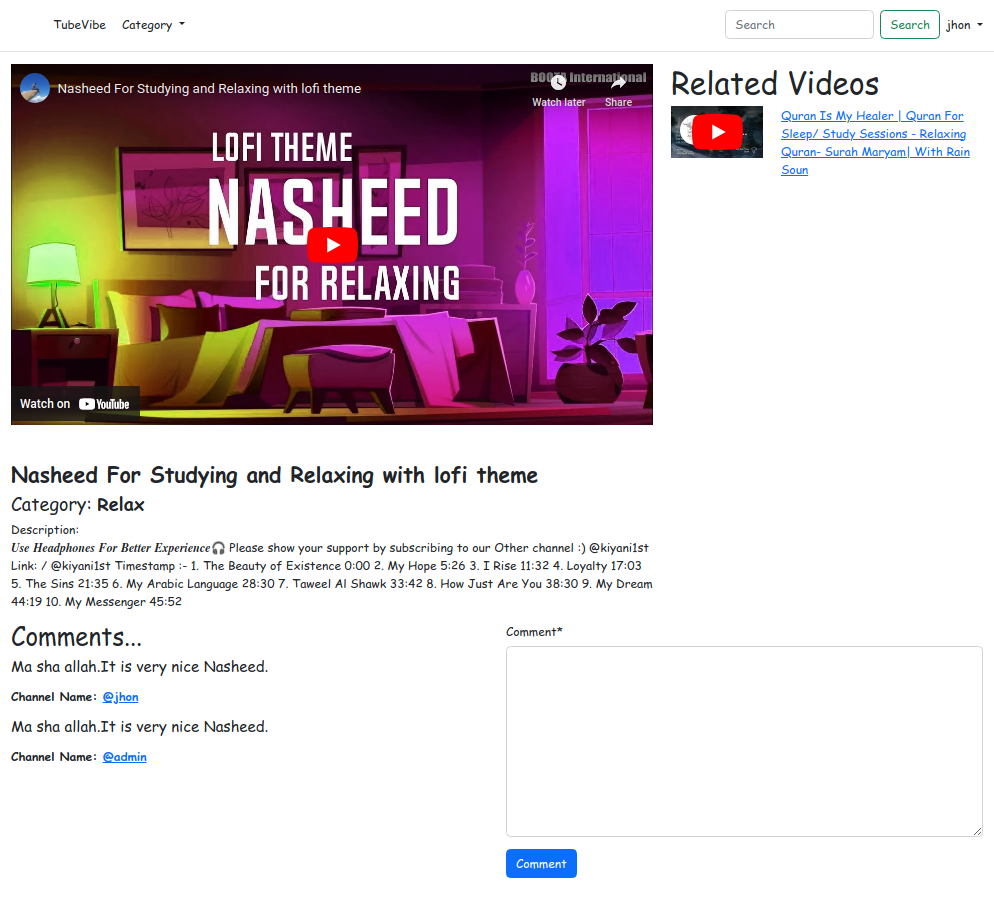 TubeVibe Category Search Search jhon
Nasheed For Studying and Relaxing with lofi theme
BOOTA International
Watch later Share
LOFI THEME
NASHEED
FOR RELAXING
Watch on YouTube
Related Videos
Quran Is My Healer | Quran For
Sleep/ Study Sessions - Relaxing
Quran- Surah Maryam| With Rain
Soun
Nasheed For Studying and Relaxing with lofi theme
Category: Relax
Description:
𝑼𝒔𝒆 𝑯𝒆𝒂𝒅𝒑𝒉𝒐𝒏𝒆𝒔 𝑭𝒐𝒓 𝑩𝒆𝒕𝒕𝒆𝒓 𝑬𝒙𝒑𝒆𝒓𝒊𝒆𝒏𝒄𝒆🎧 Please show your support by subscribing to our Other channel :) @kiyani1st
Link: / @kiyani1st Timestamp :- 1. The Beauty of Existence 0:00 2. My Hope 5:26 3. I Rise 11:32 4. Loyalty 17:03
5. The Sins 21:35 6. My Arabic Language 28:30 7. Taweel Al Shawk 33:42 8. How Just Are You 38:30 9. My Dream
44:19 10. My Messenger 45:52
Comments...
Ma sha allah.It is very nice Nasheed.
Channel Name: @jhon
Ma sha allah.It is very nice Nasheed.
Channel Name: @admin
Comment*
Comment